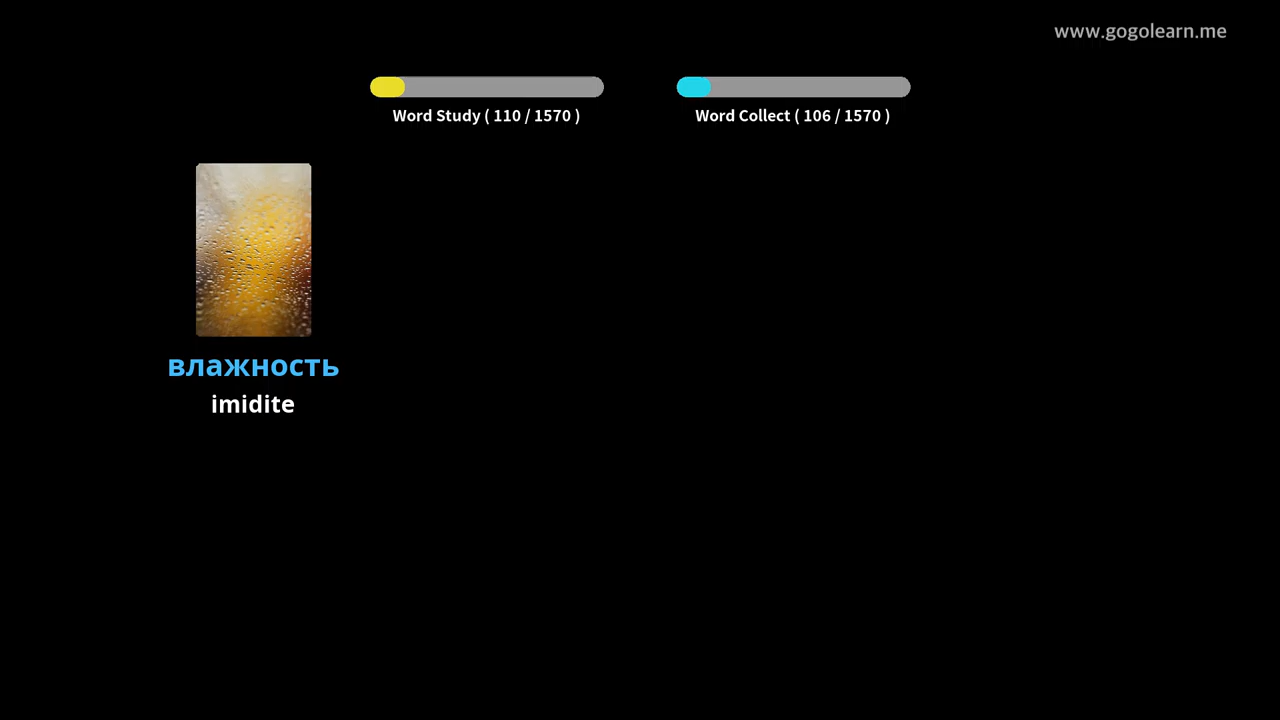 www.gogolearn.me
Word Study ( 110 / 1570 )
Word Collect ( 106 / 1570 )
влажность
imidite